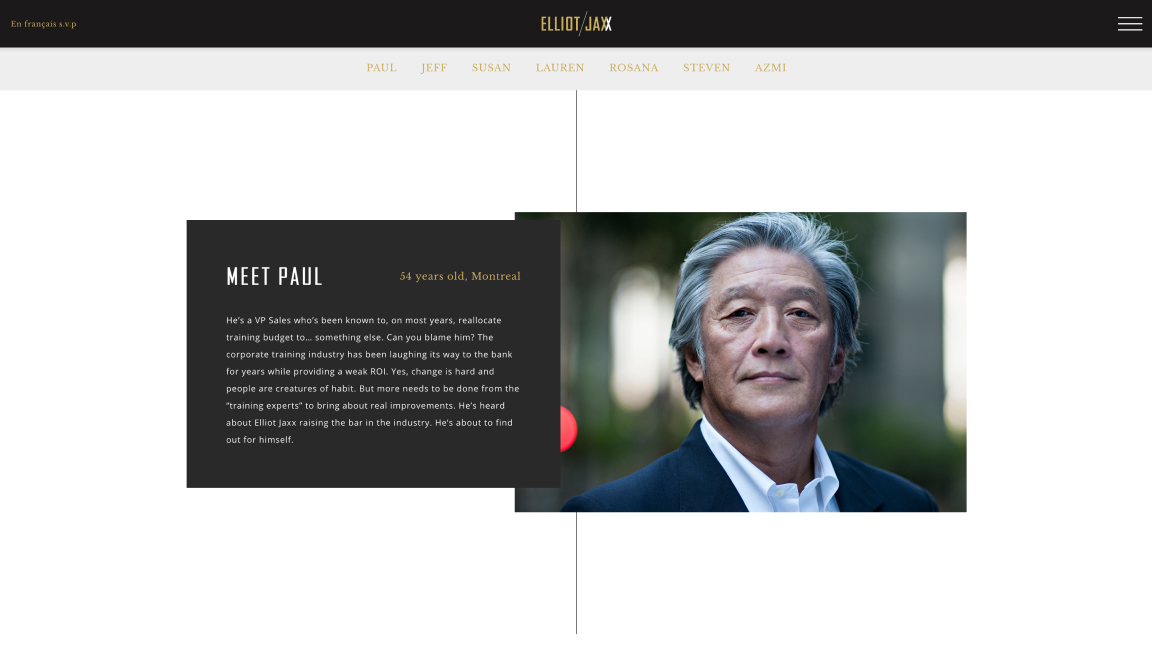 En français s.v.p
ELLIOT/JAXX
PAUL JEFF SUSAN LAUREN ROSANA STEVEN AZMI
MEET PAUL
54 years old, Montreal
He's a VP Sales who's been known to, on most years, reallocate
training budget to… something else. Can you blame him? The
corporate training industry has been laughing its way to the bank
for years while providing a weak ROI. Yes, change is hard and
people are creatures of habit. But more needs to be done from the
“training experts” to bring about real improvements. He's heard
about Elliot Jaxx raising the bar in the industry. He's about to find
out for himself.